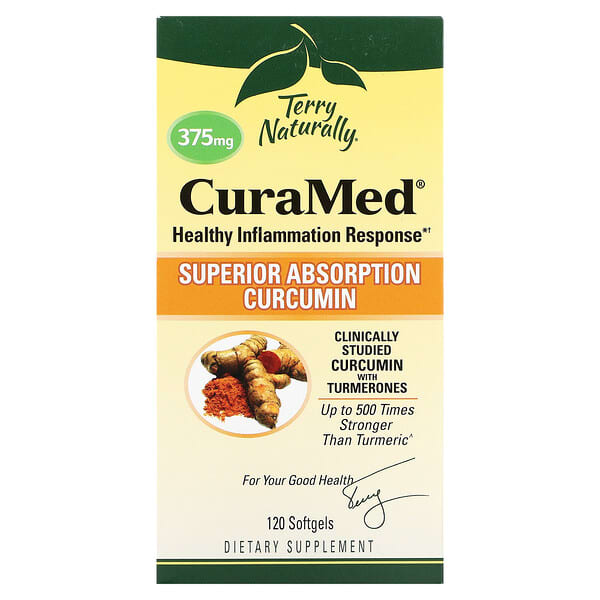 Terry
Naturally®
375mg
CuraMed®
Healthy Inflammation Response*†
SUPERIOR ABSORPTION
CURCUMIN
CLINICALLY
STUDIED
CURCUMIN
WITH
TURMERONES
Up to 500 Times
Stronger
Than Turmeric^
For Your Good Health,
Terry
120 Softgels
DIETARY SUPPLEMENT